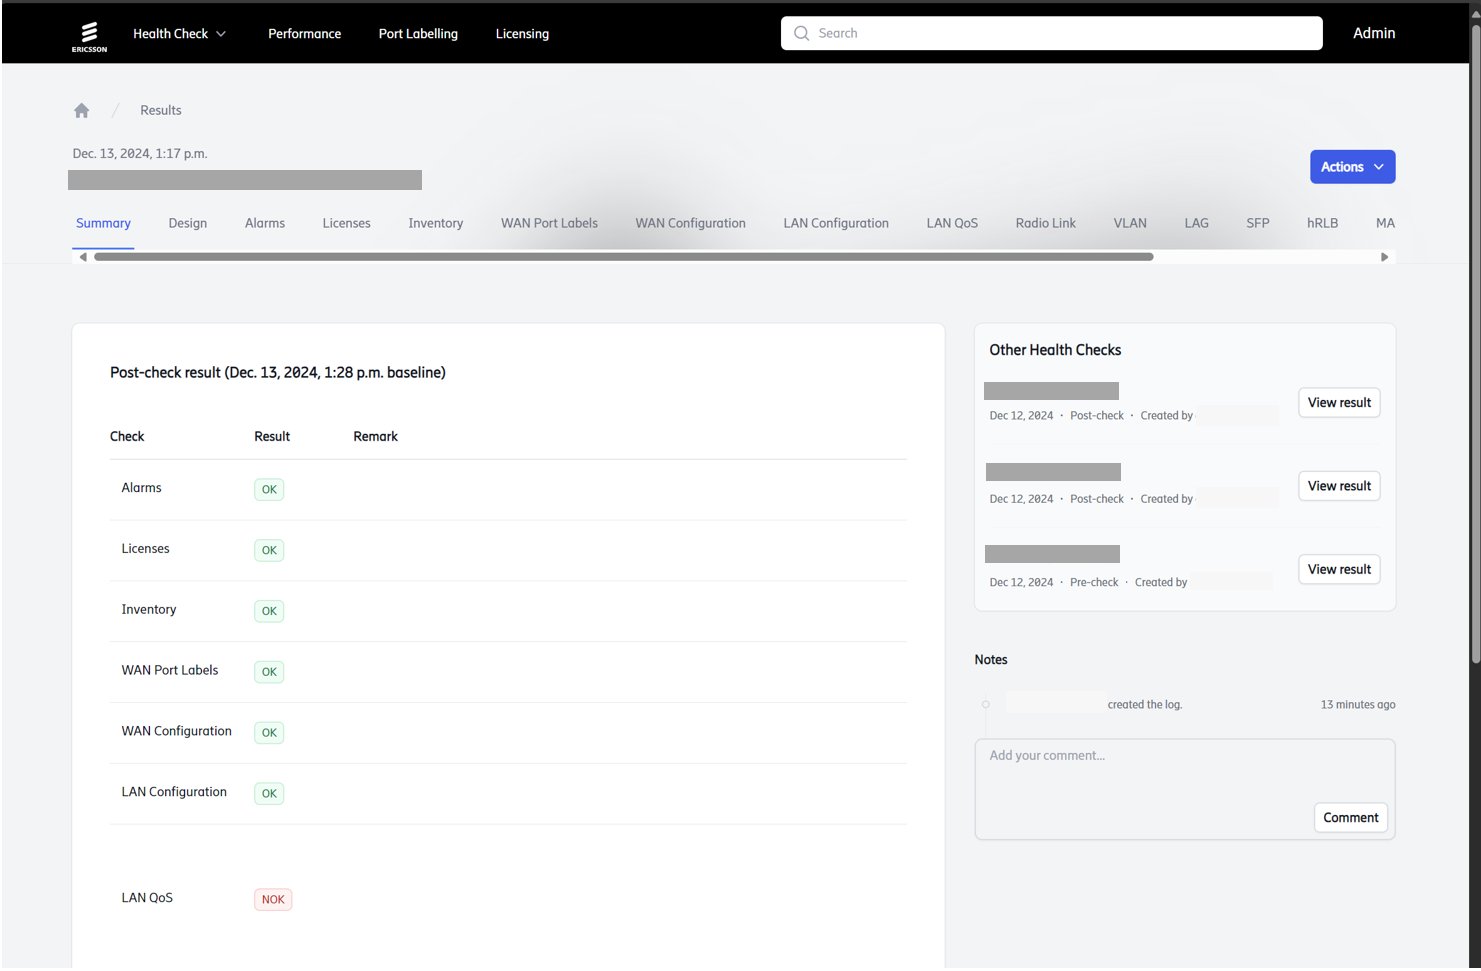 ERICSSON
Health Check
Performance
Port Labelling
Licensing
Search
Admin
/ Results
Dec. 13, 2024, 1:17 p.m.
Actions
Summary
Design
Alarms
Licenses
Inventory
WAN Port Labels
WAN Configuration
LAN Configuration
LAN QoS
Radio Link
VLAN
LAG
SFP
hRLB
MA
Post-check result (Dec. 13, 2024, 1:28 p.m. baseline)
Check Result Remark
Alarms OK
Licenses OK
Inventory OK
WAN Port Labels OK
WAN Configuration OK
LAN Configuration OK
LAN QoS NOK
Other Health Checks
Dec 12, 2024 · Post-check · Created by
View result
Dec 12, 2024 · Post-check · Created by
View result
Dec 12, 2024 · Pre-check · Created by
View result
Notes
created the log. 13 minutes ago
Add your comment...
Comment